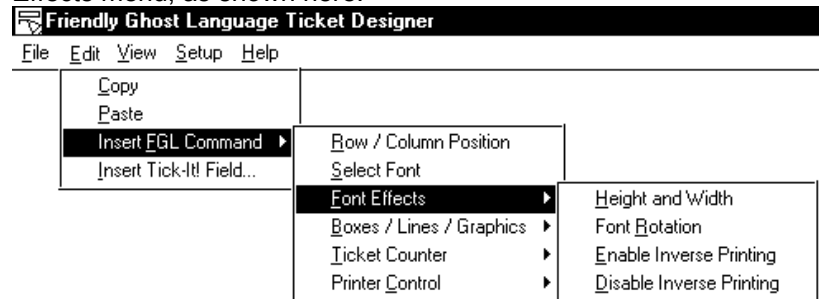 Effects menu, as shown here:
Friendly Ghost Language Ticket Designer
File Edit View Setup Help
Copy
Paste
Insert FGL Command
Insert Tick-It! Field...
Row / Column Position
Select Font
Font Effects
Boxes / Lines / Graphics
Ticket Counter
Printer Control
Height and Width
Font Rotation
Enable Inverse Printing
Disable Inverse Printing